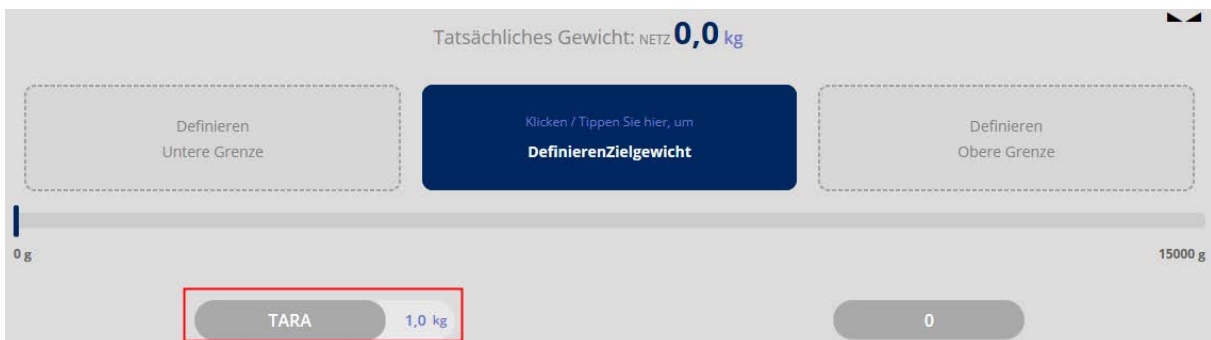 Tatsächliches Gewicht: NETZ 0,0 kg
Definieren
Untere Grenze
Klicken / Tippen Sie hier, um
DefinierenZielgewicht
Definieren
Obere Grenze
0 g
15000 g
TARA 1,0 kg
0